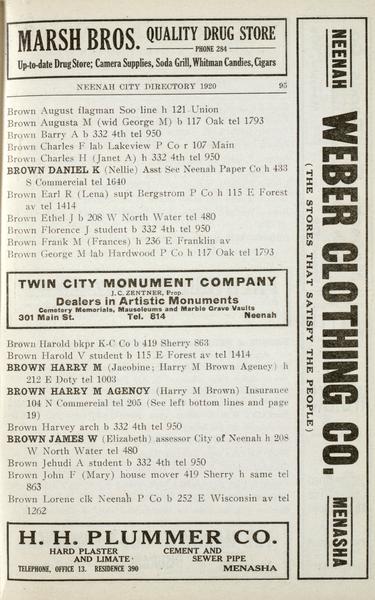 MARSH BROS. QUALITY DRUG STORE
PHONE 284
Up-to-date Drug Store; Camera Supplies, Soda Grill, Whitman Candies, Cigars
NEENAH CITY DIRECTORY 1920 95
Brown August flagman Soo line h 121 Union
Brown Augusta M (wid George M) b 117 Oak tel 1793
Brown Barry A b 332 4th tel 950
Brown Charles F lab Lakeview P Co r 107 Main
Brown Charles H (Janet A) h 332 4th tel 950
BROWN DANIEL K (Nellie) Asst Sec Neenah Paper Co h 433
S Commercial tel 1640
Brown Earl R (Lena) supt Bergstrom P Co h 115 E Forest
av tel 1414
Brown Ethel J b 208 W North Water tel 480
Brown Florence J student b 332 4th tel 950
Brown Frank M (Frances) h 236 E Franklin av
Brown George M lab Hardwood P Co h 117 Oak tel 1793
TWIN CITY MONUMENT COMPANY
J. C. ZENTNER, Prop.
Dealers in Artistic Monuments
Cemetery Memorials, Mausoleums and Marble Grave Vaults
301 Main St. Tel. 814 Neenah
Brown Harold bkpr K-C Co b 419 Sherry 863
Brown Harold V student b 115 E Forest av tel 1414
BROWN HARRY M (Jacobine; Harry M Brown Agency) h
212 E Doty tel 1003
BROWN HARRY M AGENCY (Harry M Brown) Insurance
104 N Commercial tel 205 (See left bottom lines and page
19)
Brown Harvey arch b 332 4th tel 950
BROWN JAMES W (Elizabeth) assessor City of Neenah h 208
W North Water tel 480
Brown Jehudi A student b 332 4th tel 950
Brown John F (Mary) house mover 419 Sherry h same tel
863
Brown Lorene clk Neenah P Co b 252 E Wisconsin av tel
1262
H. H. PLUMMER CO.
HARD PLASTER CEMENT AND
AND LIMATE SEWER PIPE
TELEPHONE, OFFICE 13. RESIDENCE 390 MENASHA
NEENAH WEBER CLOTHING CO. MENASHA
(THE STORES THAT SATISFY THE PEOPLE)